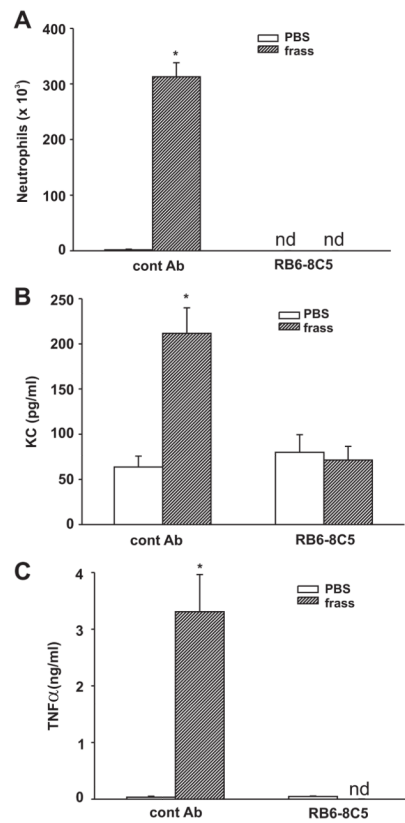 A
PBS
frass
*
400
300
200
100
0
Neutrophils (x 10³)
nd nd
cont Ab RB6-8C5
B
PBS
frass
*
250
200
150
100
50
0
KC (pg/ml)
cont Ab RB6-8C5
C
PBS
frass
*
4
3
2
1
0
TNFα(ng/ml)
nd
cont Ab RB6-8C5